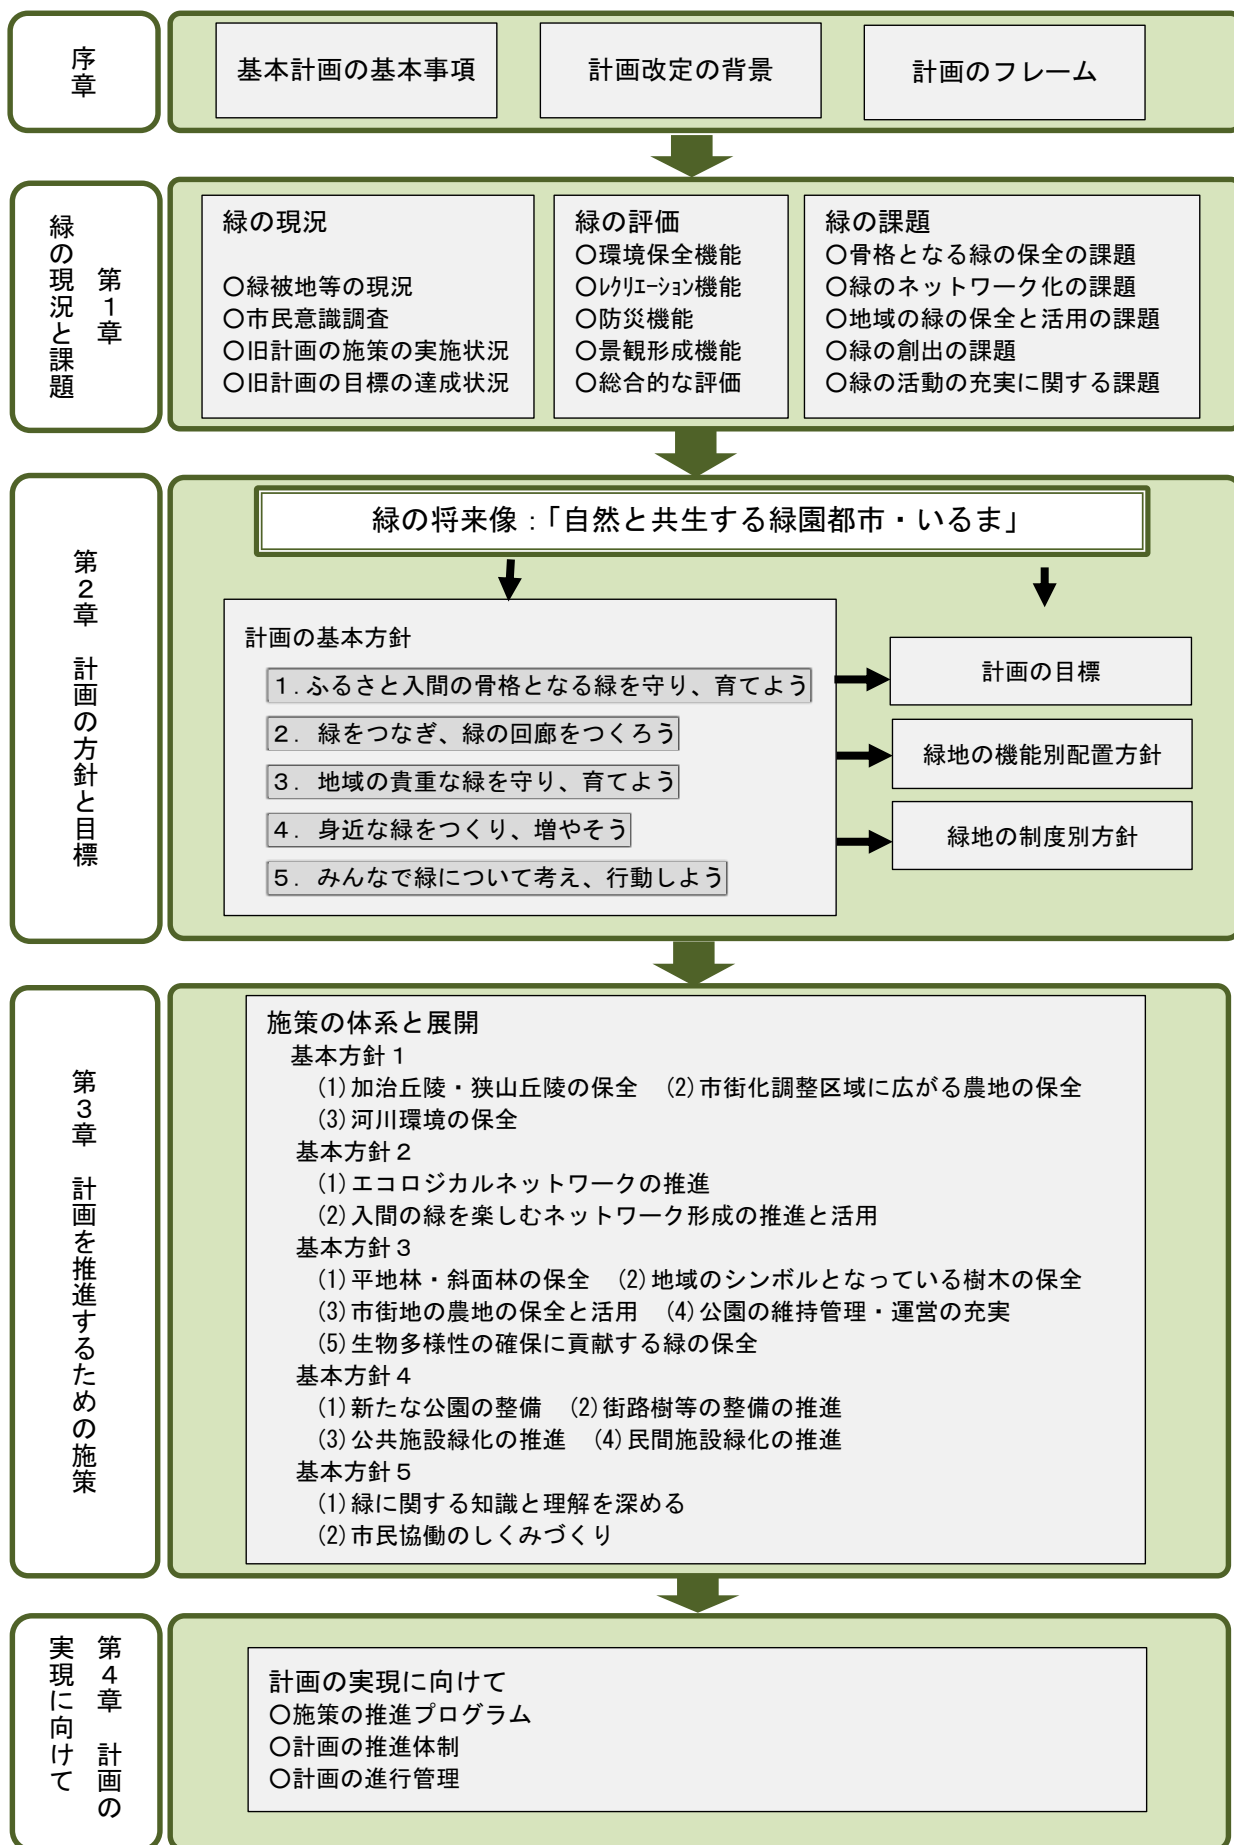 序章
基本計画の基本事項
計画改定の背景
計画のフレーム
第1章
緑の現況と課題
緑の現況
○緑被地等の現況
○市民意識調査
○旧計画の施策の実施状況
○旧計画の目標の達成状況
緑の評価
○環境保全機能
○ﾚｸﾘｴｰｼｮﾝ機能
○防災機能
○景観形成機能
○総合的な評価
緑の課題
○骨格となる緑の保全の課題
○緑のネットワーク化の課題
○地域の緑の保全と活用の課題
○緑の創出の課題
○緑の活動の充実に関する課題
第2章 計画の方針と目標
緑の将来像:「自然と共生する緑園都市・いるま」
計画の基本方針
1.ふるさと入間の骨格となる緑を守り、育てよう
2. 緑をつなぎ、緑の回廊をつくろう
3. 地域の貴重な緑を守り、育てよう
4. 身近な緑をつくり、増やそう
5. みんなで緑について考え、行動しよう
計画の目標
緑地の機能別配置方針
緑地の制度別方針
第3章 計画を推進するための施策
施策の体系と展開
基本方針1
(1)加治丘陵・狭山丘陵の保全 (2)市街化調整区域に広がる農地の保全
(3)河川環境の保全
基本方針2
(1)エコロジカルネットワークの推進
(2)入間の緑を楽しむネットワーク形成の推進と活用
基本方針3
(1)平地林・斜面林の保全 (2)地域のシンボルとなっている樹木の保全
(3)市街地の農地の保全と活用 (4)公園の維持管理・運営の充実
(5)生物多様性の確保に貢献する緑の保全
基本方針4
(1)新たな公園の整備 (2)街路樹等の整備の推進
(3)公共施設緑化の推進 (4)民間施設緑化の推進
基本方針5
(1)緑に関する知識と理解を深める
(2)市民協働のしくみづくり
第4章 計画の
実現に向けて
計画の実現に向けて
○施策の推進プログラム
○計画の推進体制
○計画の進行管理